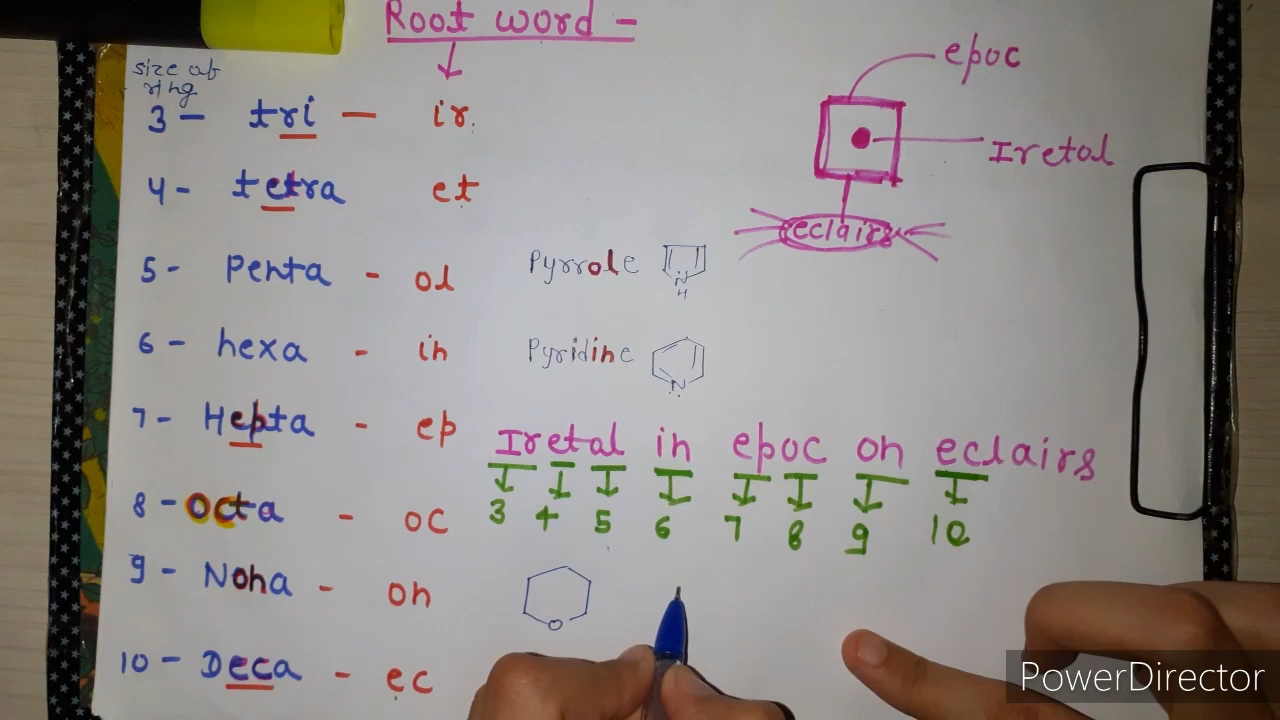 Root word -
size of ring
3 - tri - ir
4 - tetra et
5 - Penta - ol
6 - hexa - in
7 - Hepta - ep
8 - octa - oc
9 - Nona - on
10 - Deca - ec
epoc
Iretol
eclairs
Pyrrole
N
H
Pyridine
N
Iretol in epoc on eclairs
3 4 5 6 7 8 9 10
O
PowerDirector